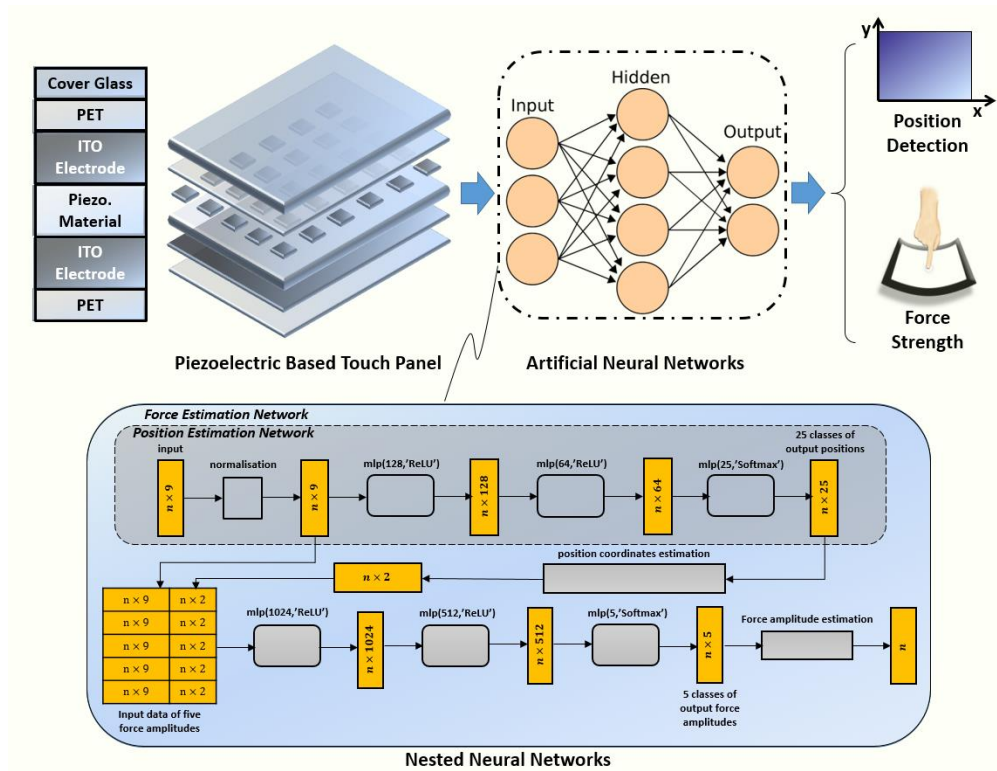 Cover Glass
PET
ITO
Electrode
Piezo.
Material
ITO
Electrode
PET
Piezoelectric Based Touch Panel
Input
Hidden
Output
Artificial Neural Networks
y
x
Position
Detection
Force
Strength
Force Estimation Network
Position Estimation Network
input
n × 9
normalisation
n × 9
mlp(128,'ReLU')
n × 128
mlp(64,'ReLU')
n × 64
mlp(25,'Softmax')
25 classes of
output positions
n × 25
position coordinates estimation
n × 2
n × 9 n × 2
n × 9 n × 2
n × 9 n × 2
n × 9 n × 2
n × 9 n × 2
Input data of five
force amplitudes
mlp(1024,'ReLU')
n × 1024
mlp(512,'ReLU')
n × 512
mlp(5,'Softmax')
n × 5
5 classes of
output force
amplitudes
Force amplitude estimation
n
Nested Neural Networks